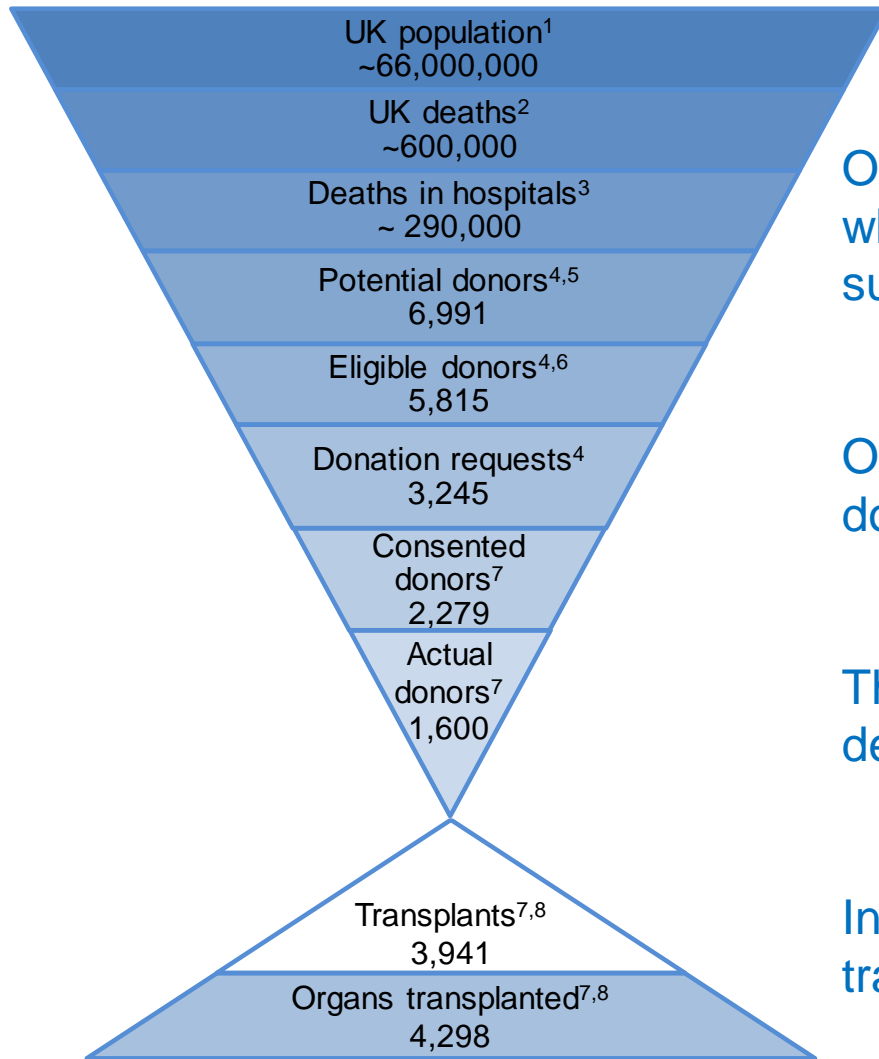 UK population¹
~66,000,000
UK deaths²
~600,000
Deaths in hospitals³
~ 290,000
Potential donors⁴,⁵
6,991
Eligible donors⁴,⁶
5,815
Donation requests⁴
3,245
Consented
donors⁷
2,279
Actual
donors⁷
1,600
Transplants⁷,⁸
3,941
Organs transplanted⁷,⁸
4,298
In